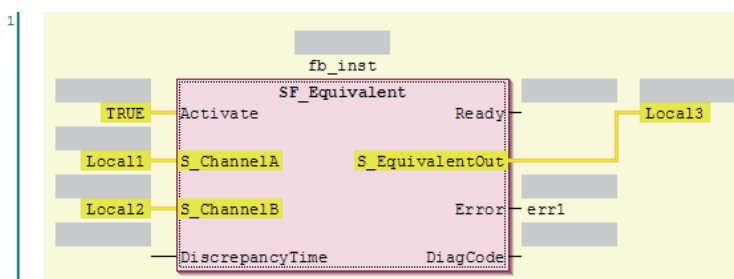 1
fb_inst
SF_Equivalent
TRUE Activate Ready Local3
Local1 S_ChannelA S_EquivalentOut
Local2 S_ChannelB Error err1
DiscrepancyTime DiagCode